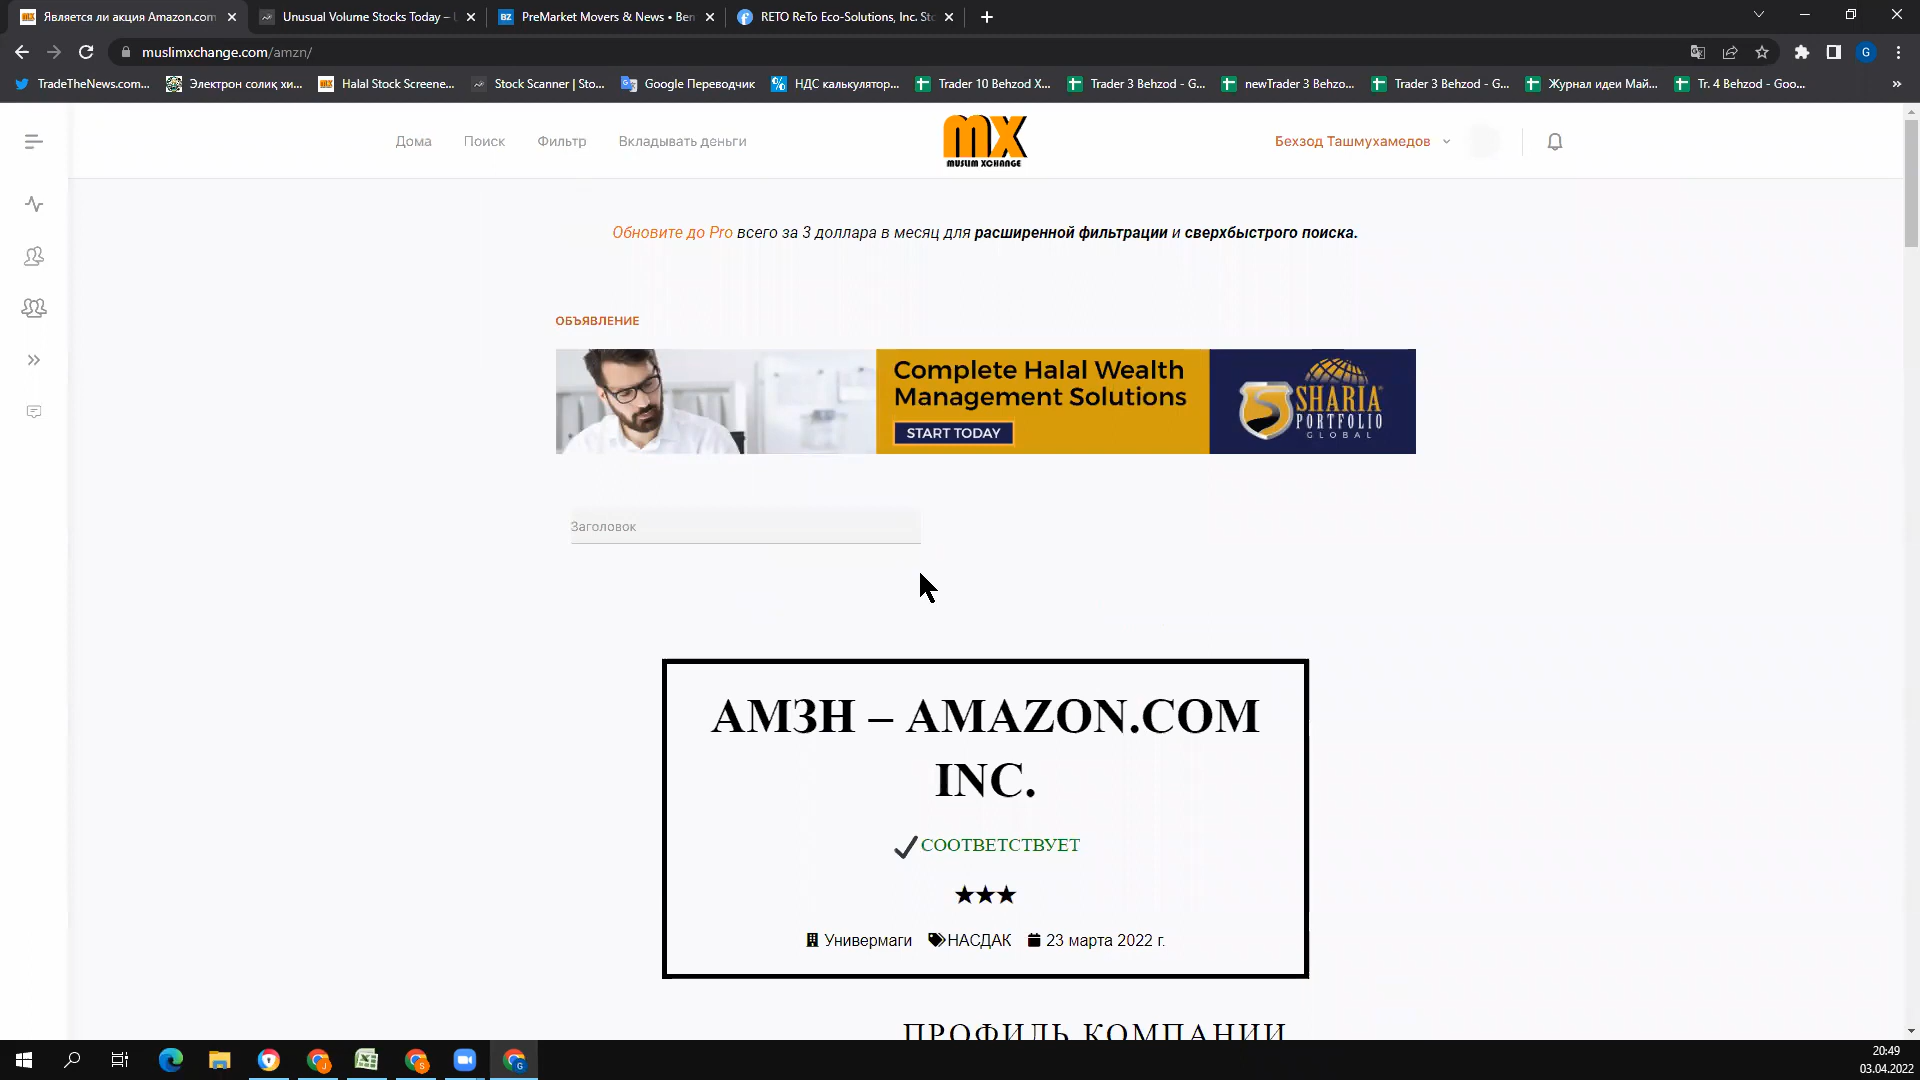 Является ли акция Amazon.com
Unusual Volume Stocks Today –
PreMarket Movers & News • Ben
RETO ReTo Eco-Solutions, Inc. Sto
muslimxchange.com/amzn/
G
TradeTheNews.com...
Электрон солиқ хи...
Halal Stock Screene...
Stock Scanner | Sto...
Google Переводчик
НДС калькулятор...
Trader 10 Behzod X...
Trader 3 Behzod - G...
newTrader 3 Behzo...
Trader 3 Behzod - G...
Журнал идеи Май...
Tr. 4 Behzod - Goo...
Дома
Поиск
Фильтр
Вкладывать деньги
MX
MUSLIM XCHANGE
Бехзод Ташмухамедов
Обновите до Pro всего за 3 доллара в месяц для расширенной фильтрации и сверхбыстрого поиска.
ОБЪЯВЛЕНИЕ
Complete Halal Wealth
Management Solutions
START TODAY
SHARIA
PORTFOLIO
GLOBAL
Заголовок
АМЗН – AMAZON.COM
INC.
СООТВЕТСТВУЕТ
★★★
Универмаги
НАСДАК
23 марта 2022 г.
ПРОФИЛЬ КОМПАНИИ
20:49
03.04.2022